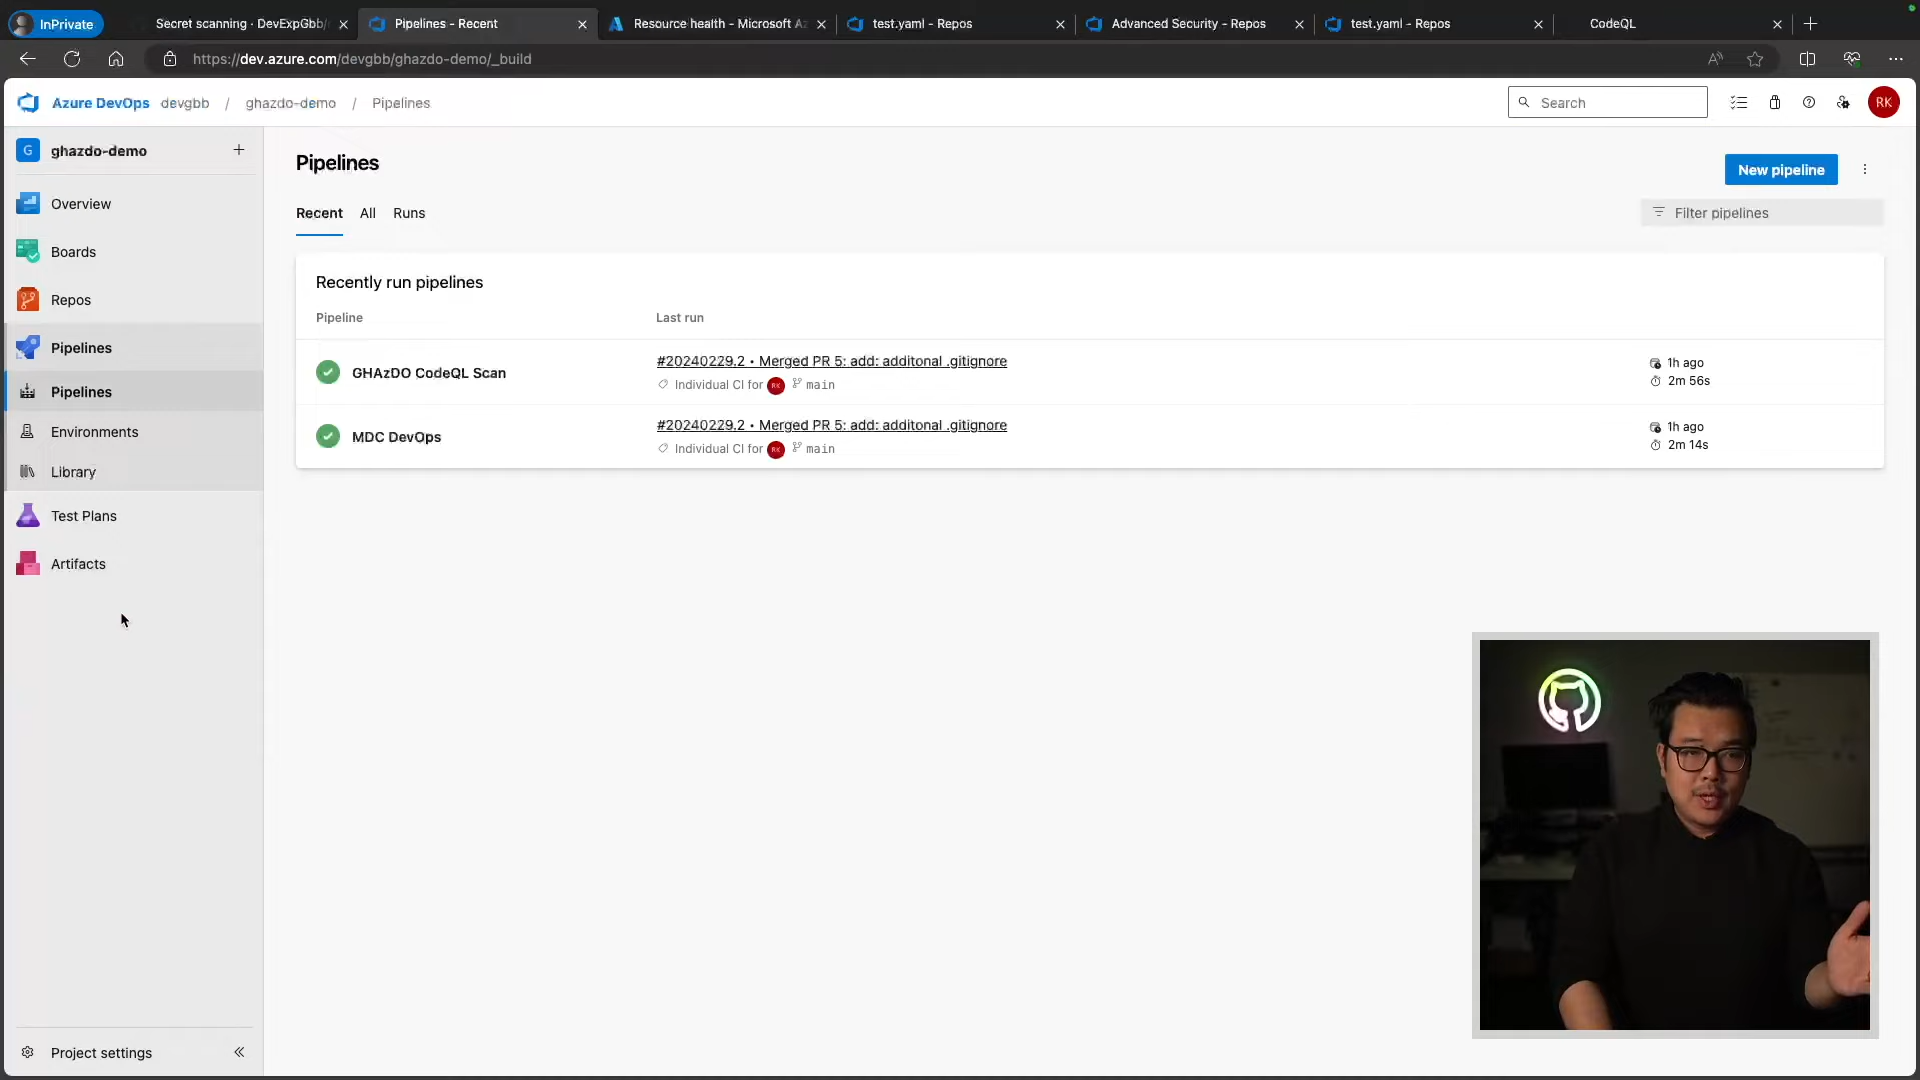 InPrivate
Secret scanning · DevExpGbb/
Pipelines - Recent
Resource health - Microsoft Az
test.yaml - Repos
Advanced Security - Repos
test.yaml - Repos
CodeQL
https://dev.azure.com/devgbb/ghazdo-demo/_build
Azure DevOps devgbb / ghazdo-demo / Pipelines
Search
RK
G ghazdo-demo
Overview
Boards
Repos
Pipelines
Pipelines
Environments
Library
Test Plans
Artifacts
Project settings
Pipelines
New pipeline
Recent All Runs
Filter pipelines
Recently run pipelines
Pipeline Last run
GHAzDO CodeQL Scan
#20240229.2 • Merged PR 5: add: additonal .gitignore
Individual CI for RK main
1h ago
2m 56s
MDC DevOps
#20240229.2 • Merged PR 5: add: additonal .gitignore
Individual CI for RK main
1h ago
2m 14s